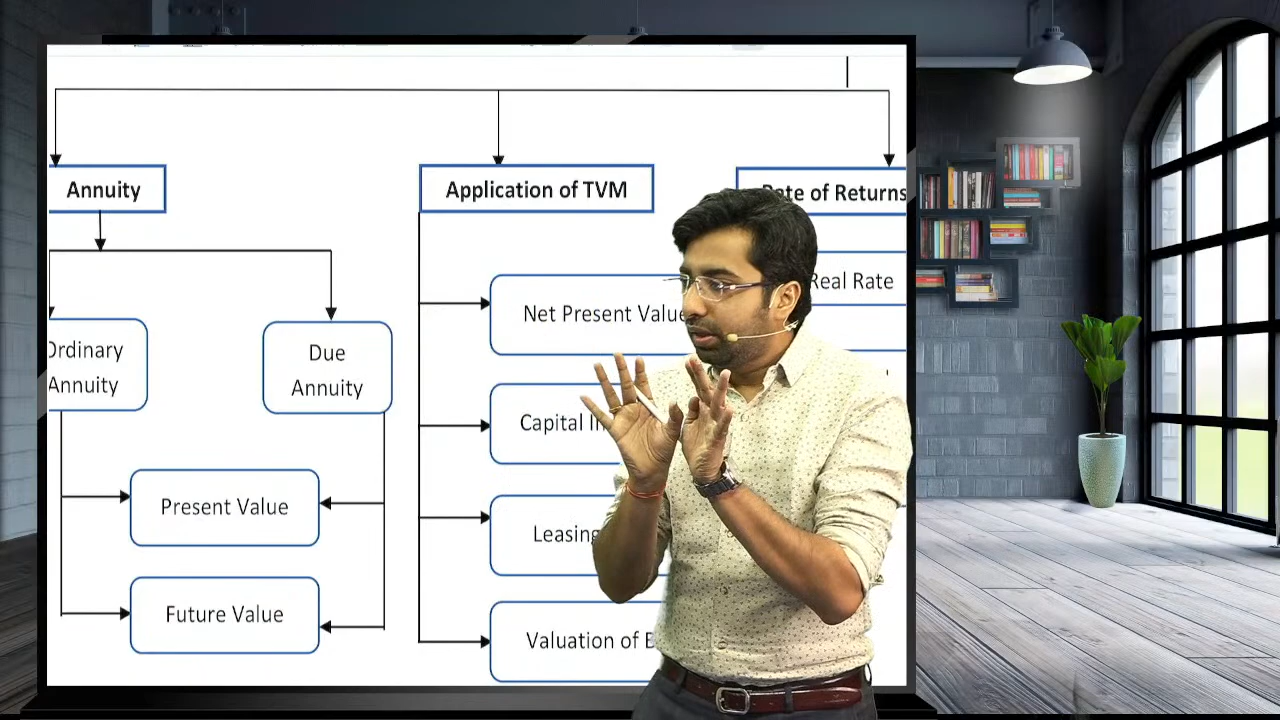 Annuity
Application of TVM
Rate of Returns
Real Rate
Net Present Value
Ordinary
Annuity
Due
Annuity
Capital
Leasing
Present Value
Future Value
Valuation of